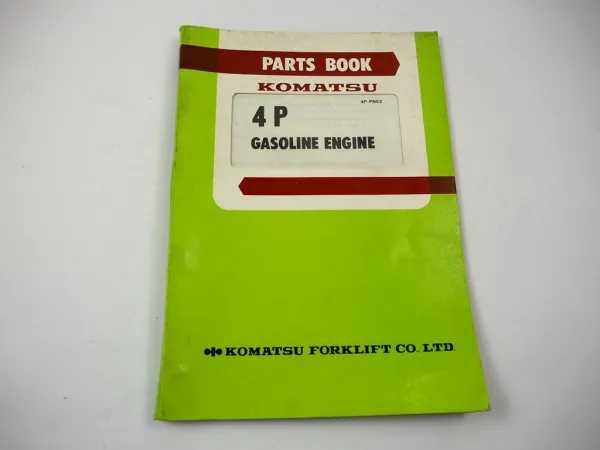 PARTS BOOK
KOMATSU
4P PNE3
4 P
GASOLINE ENGINE
KOMATSU FORKLIFT CO., LTD.